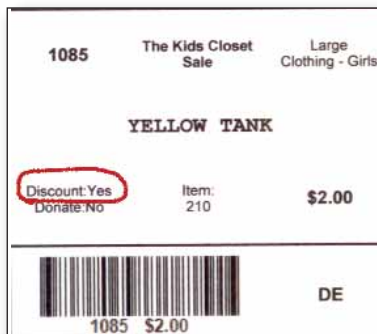 1085
The Kids Closet
Sale
Large
Clothing - Girls
YELLOW TANK
Discount:Yes
Donate:No
Item:
210
$2.00
1085 $2.00
DE